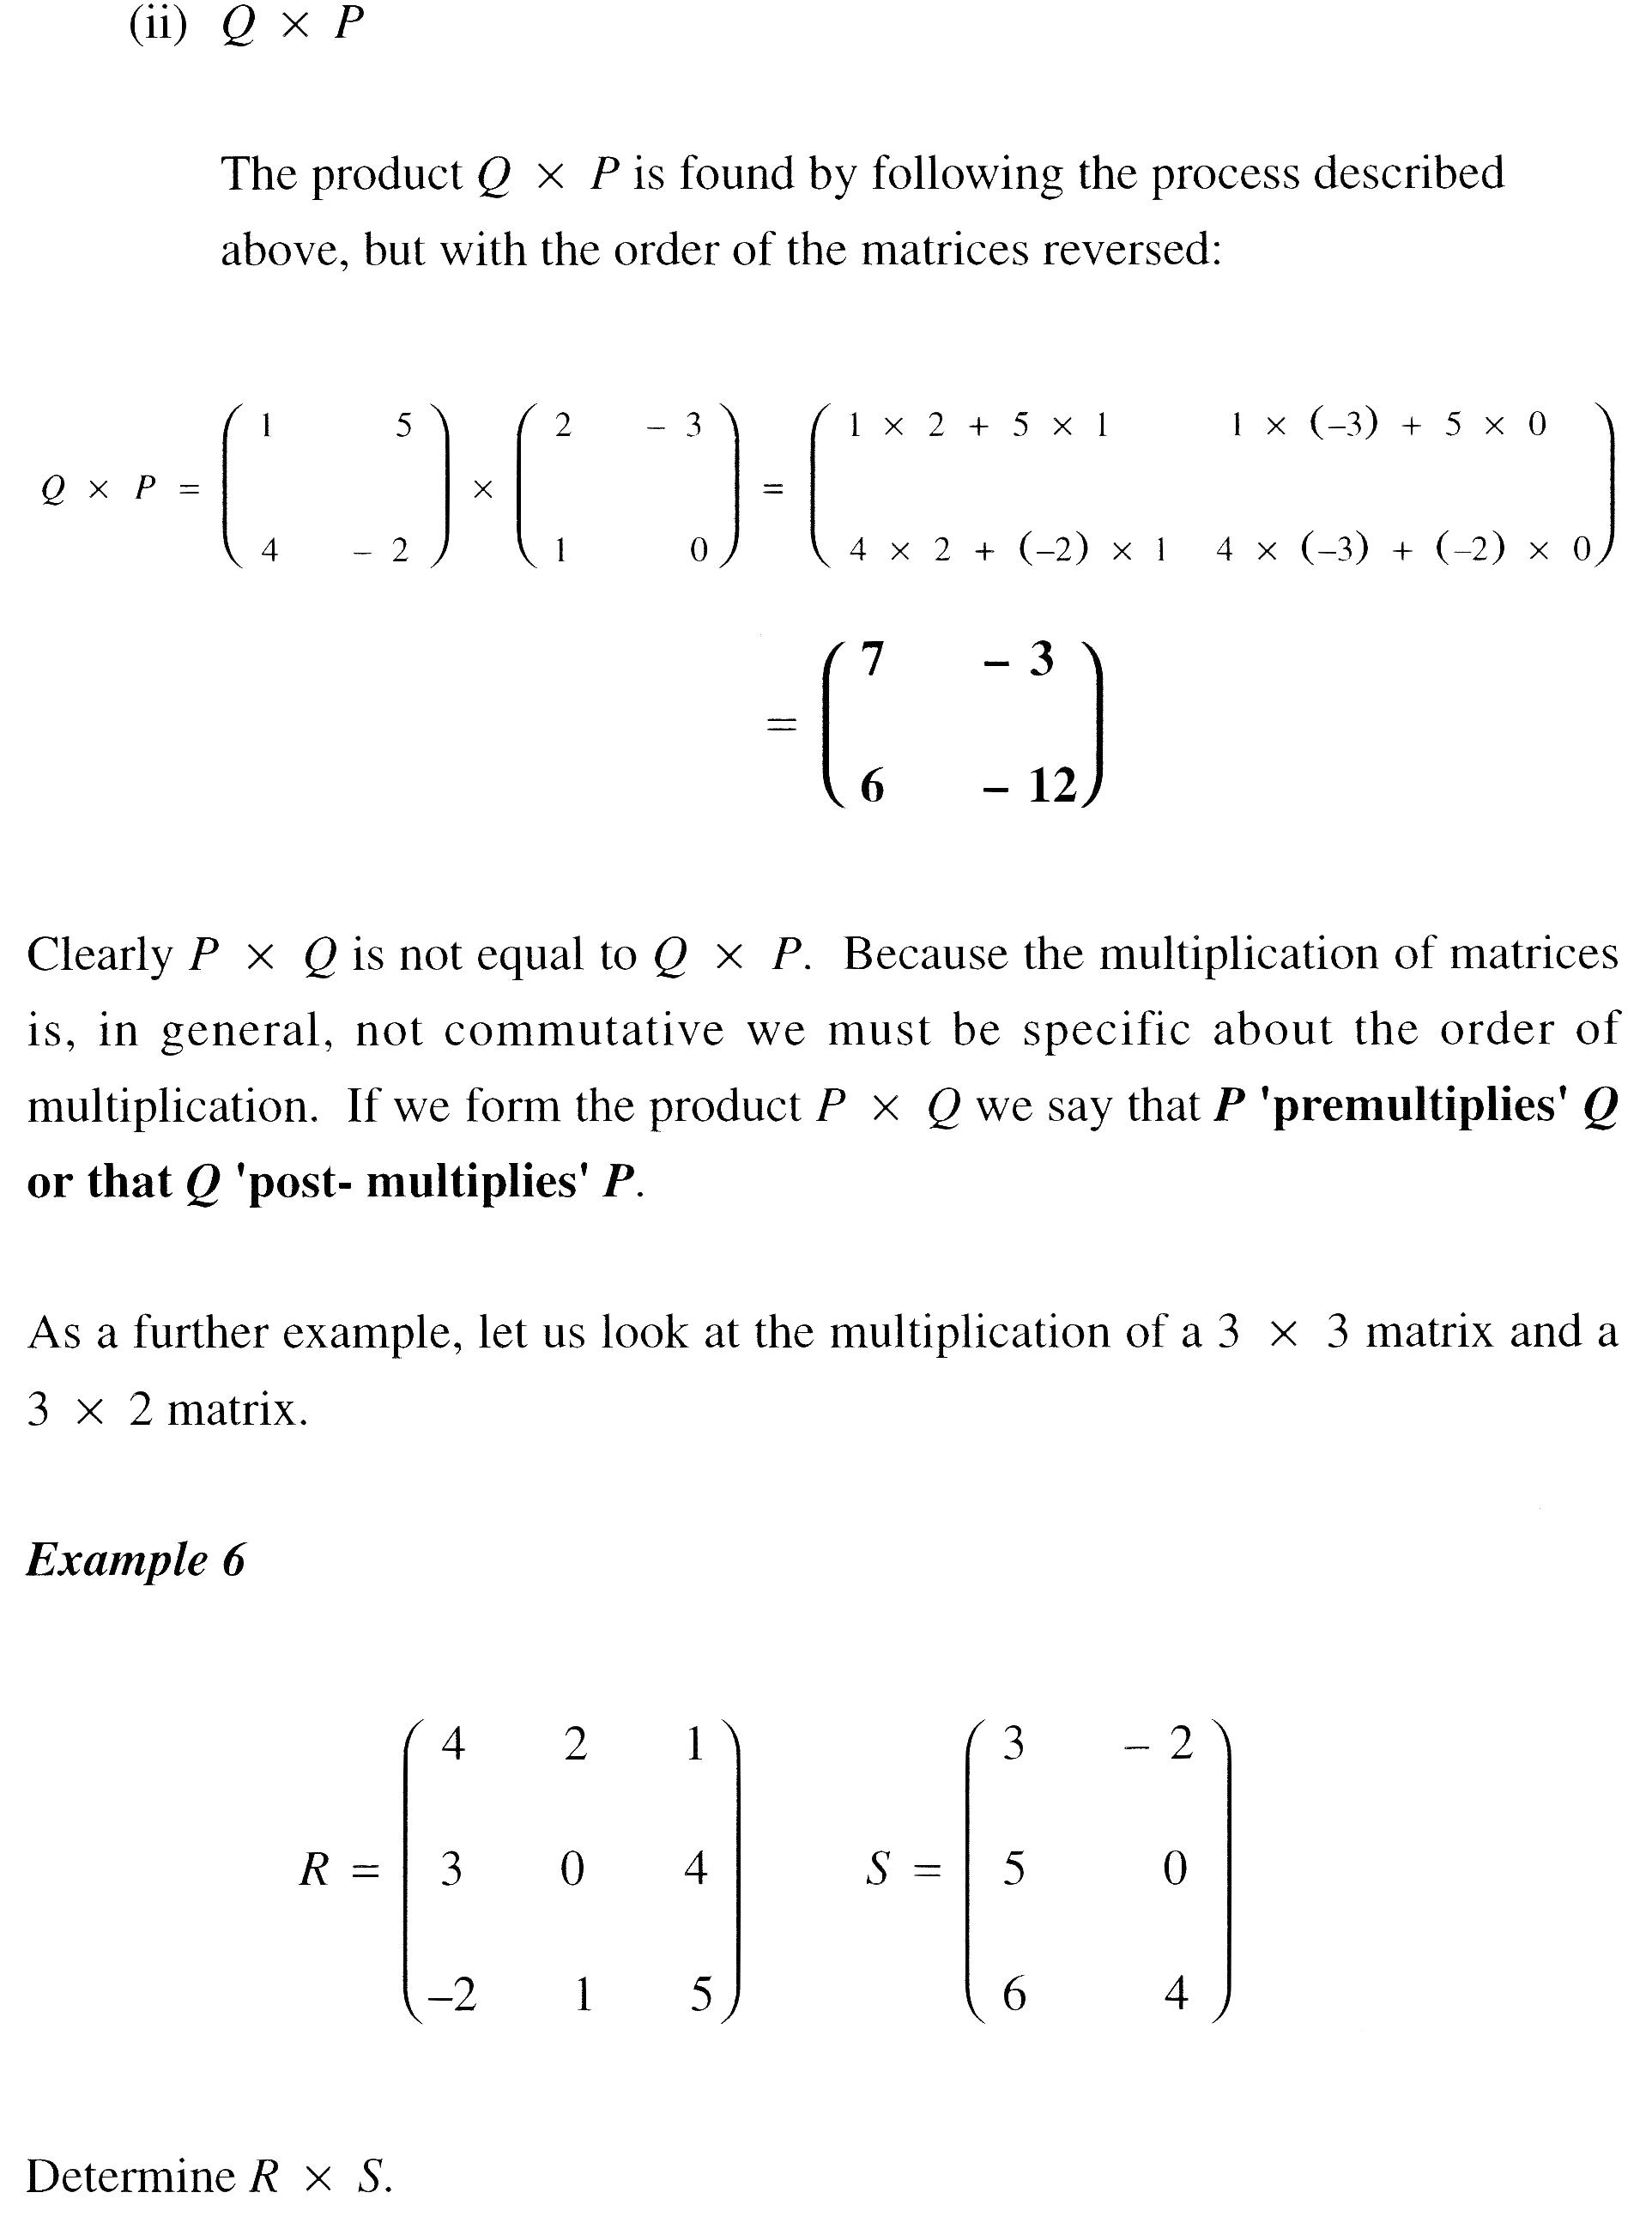 (ii) Q × P
The product Q × P is found by following the process described
above, but with the order of the matrices reversed:
1 5 2 – 3 1 × 2 + 5 × 1 1 × (–3) + 5 × 0
Q × P = × =
4 – 2 1 0 4 × 2 + (–2) × 1 4 × (–3) + (–2) × 0
7 – 3
=
6 – 12
Clearly P × Q is not equal to Q × P. Because the multiplication of matrices
is, in general, not commutative we must be specific about the order of
multiplication. If we form the product P × Q we say that P 'premultiplies' Q
or that Q 'post- multiplies' P.
As a further example, let us look at the multiplication of a 3 × 3 matrix and a
3 × 2 matrix.
Example 6
4 2 1 3 – 2
R = 3 0 4 S = 5 0
–2 1 5 6 4
Determine R × S.